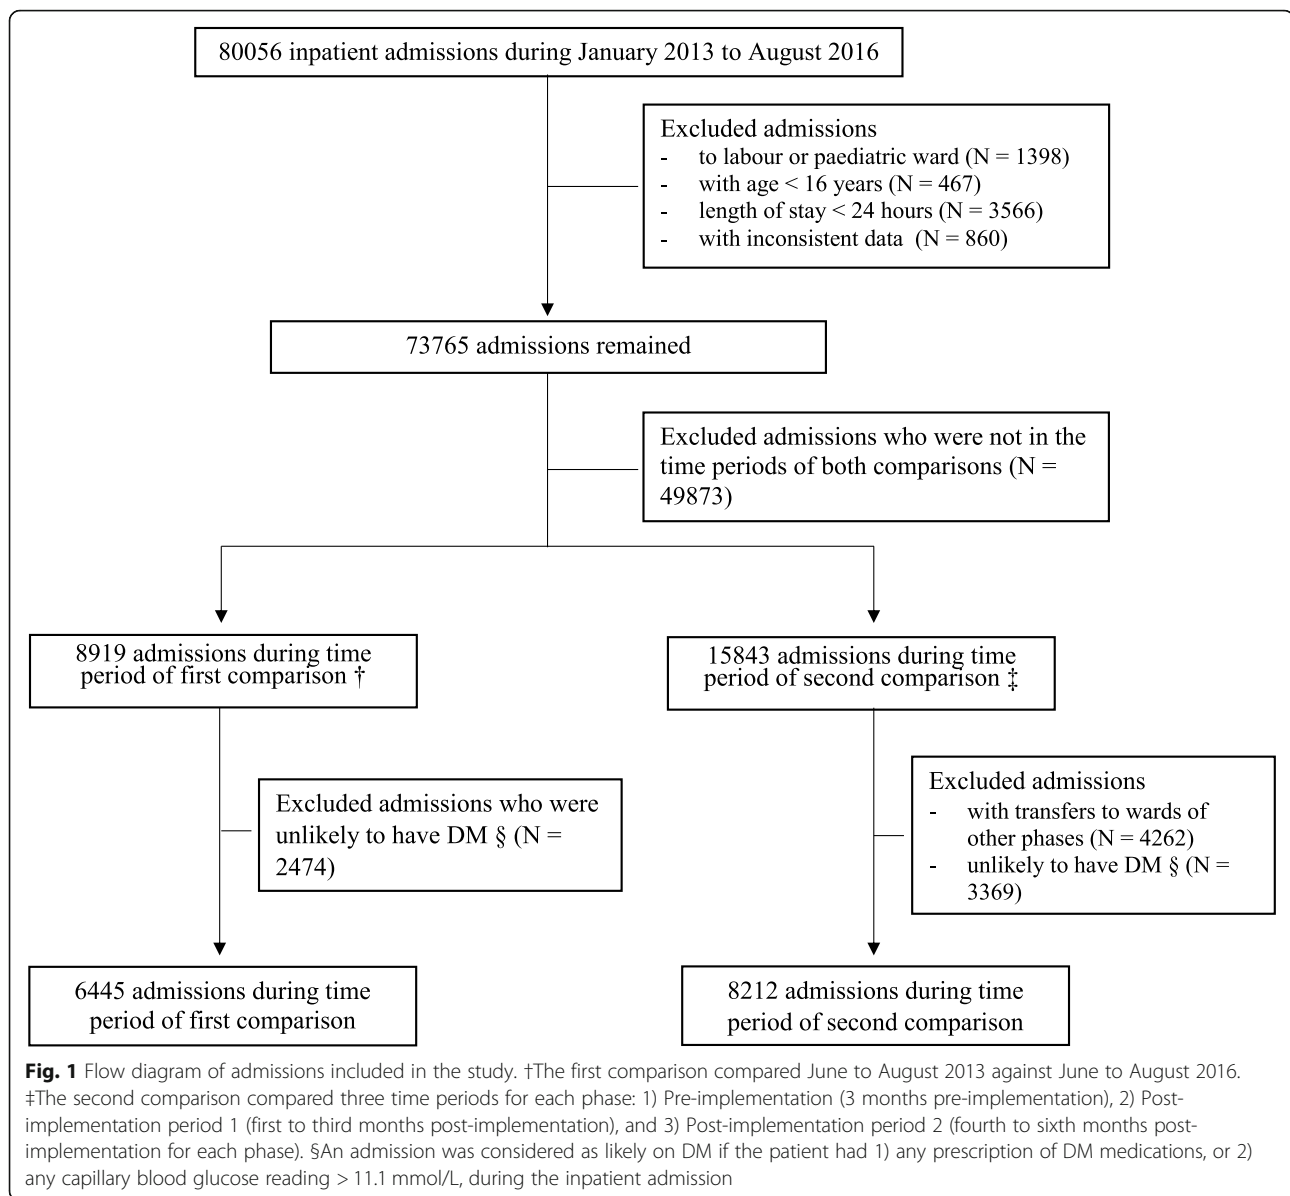 80056 inpatient admissions during January 2013 to August 2016
Excluded admissions
- to labour or paediatric ward (N = 1398)
- with age < 16 years (N = 467)
- length of stay < 24 hours (N = 3566)
- with inconsistent data (N = 860)
73765 admissions remained
Excluded admissions who were not in the
time periods of both comparisons (N =
49873)
8919 admissions during time
period of first comparison †
15843 admissions during time
period of second comparison ‡
Excluded admissions who were
unlikely to have DM § (N =
2474)
Excluded admissions
- with transfers to wards of
other phases (N = 4262)
- unlikely to have DM § (N =
3369)
6445 admissions during time
period of first comparison
8212 admissions during time
period of second comparison
Fig. 1 Flow diagram of admissions included in the study. †The first comparison compared June to August 2013 against June to August 2016.
‡The second comparison compared three time periods for each phase: 1) Pre-implementation (3 months pre-implementation), 2) Post-
implementation period 1 (first to third months post-implementation), and 3) Post-implementation period 2 (fourth to sixth months post-
implementation for each phase). §An admission was considered as likely on DM if the patient had 1) any prescription of DM medications, or 2)
any capillary blood glucose reading > 11.1 mmol/L, during the inpatient admission